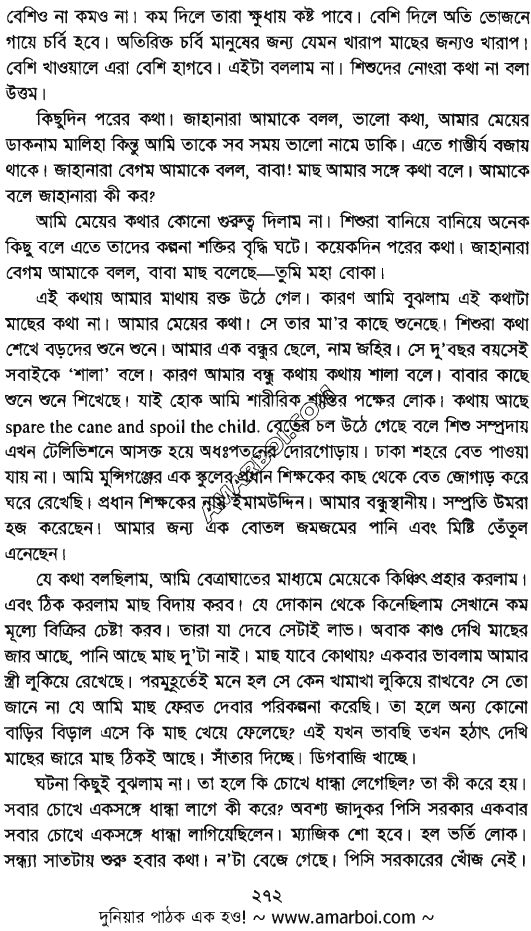 বেশিও না কমও না। কম দিলে তারা ক্ষুধায় কষ্ট পাবে। বেশি দিলে অতি ভোজনে
গায়ে চর্বি হবে। অতিরিক্ত চর্বি মানুষের জন্য যেমন খারাপ মাছের জন্যও খারাপ।
বেশি খাওয়ালে এরা বেশি হাগবে। এইটা বললাম না। শিশুদের নোংরা কথা না বলা
উত্তম।
কিছুদিন পরের কথা। জাহানারা আমাকে বলল, ভালো কথা, আমার মেয়ের
ডাকনাম মালিহা কিন্তু আমি তাকে সব সময় ভালো নামে ডাকি। এতে গাম্ভীর্য বজায়
থাকে। জাহানারা বেগম আমাকে বলল, বাবা! মাছ আমার সঙ্গে কথা বলে। আমাকে
বলে জাহানারা কী কর?
আমি মেয়ের কথার কোনো গুরুত্ব দিলাম না। শিশুরা বানিয়ে বানিয়ে অনেক
কিছু বলে এতে তাদের কল্পনা শক্তির বৃদ্ধি ঘটে। কয়েকদিন পরের কথা। জাহানারা
বেগম আমাকে বলল, বাবা মাছ বলেছে—তুমি মহা বোকা।
এই কথায় আমার মাথায় রক্ত উঠে গেল। কারণ আমি বুঝলাম এই কথাটা
মাছের কথা না। আমার মেয়ের কথা। সে তার মা'র কাছে শুনেছে। শিশুরা কথা
শেখে বড়দের শুনে শুনে। আমার এক বন্ধুর ছেলে, নাম জহির। সে দু'বছর বয়সেই
সবাইকে ‘শালা’ বলে। কারণ আমার বন্ধু কথায় কথায় শালা বলে। বাবার কাছে
শুনে শুনে শিখেছে। যাই হোক আমি শারীরিক শাস্তির পক্ষের লোক। কথায় আছে
spare the cane and spoil the child. বেতের চল উঠে গেছে বলে শিশু সম্প্রদায়
এখন টেলিভিশনে আসক্ত হয়ে অধঃপতনের দোরগোড়ায়। ঢাকা শহরে বেত পাওয়া
যায় না। আমি মুন্সিগঞ্জের এক স্কুলের প্রধান শিক্ষকের কাছ থেকে বেত জোগাড় করে
ঘরে রেখেছি। প্রধান শিক্ষকের নাম ইমামউদ্দিন। আমার বন্ধুস্থানীয়। সম্প্রতি উমরা
হজ করেছেন। আমার জন্য এক বোতল জমজমের পানি এবং মিষ্টি তেঁতুল
এনেছেন।
যে কথা বলছিলাম, আমি বেত্রাঘাতের মাধ্যমে মেয়েকে কিঞ্চিৎ প্রহার করলাম।
এবং ঠিক করলাম মাছ বিদায় করব। যে দোকান থেকে কিনেছিলাম সেখানে কম
মূল্যে বিক্রির চেষ্টা করব। তারা যা দেবে সেটাই লাভ। অবাক কাণ্ড দেখি মাছের
জার আছে, পানি আছে মাছ দু'টা নাই। মাছ যাবে কোথায়? একবার ভাবলাম আমার
স্ত্রী লুকিয়ে রেখেছে। পরমুহূর্তেই মনে হল সে কেন খামাখা লুকিয়ে রাখবে? সে তো
জানে না যে আমি মাছ ফেরত দেবার পরিকল্পনা করেছি। তা হলে অন্য কোনো
বাড়ির বিড়াল এসে কি মাছ খেয়ে ফেলেছে? এই যখন ভাবছি তখন হঠাৎ দেখি
মাছের জারে মাছ ঠিকই আছে। সাঁতার দিচ্ছে। ডিগবাজি খাচ্ছে।
ঘটনা কিছুই বুঝলাম না। তা হলে কি চোখে ধান্ধা লেগেছিল? তা কী করে হয়।
সবার চোখে একসঙ্গে ধান্ধা লাগে কী করে? অবশ্য জাদুকর পিসি সরকার একবার
সবার চোখে একসঙ্গে ধান্ধা লাগিয়েছিলেন। ম্যাজিক শো হবে। হল ভর্তি লোক।
সন্ধ্যা সাতটায় শুরু হবার কথা। ন'টা বেজে গেছে। পিসি সরকারের খোঁজ নেই।
২৭২
দুনিয়ার পাঠক এক হও! ~ www.amarboi.com ~
AMARBOI.COM